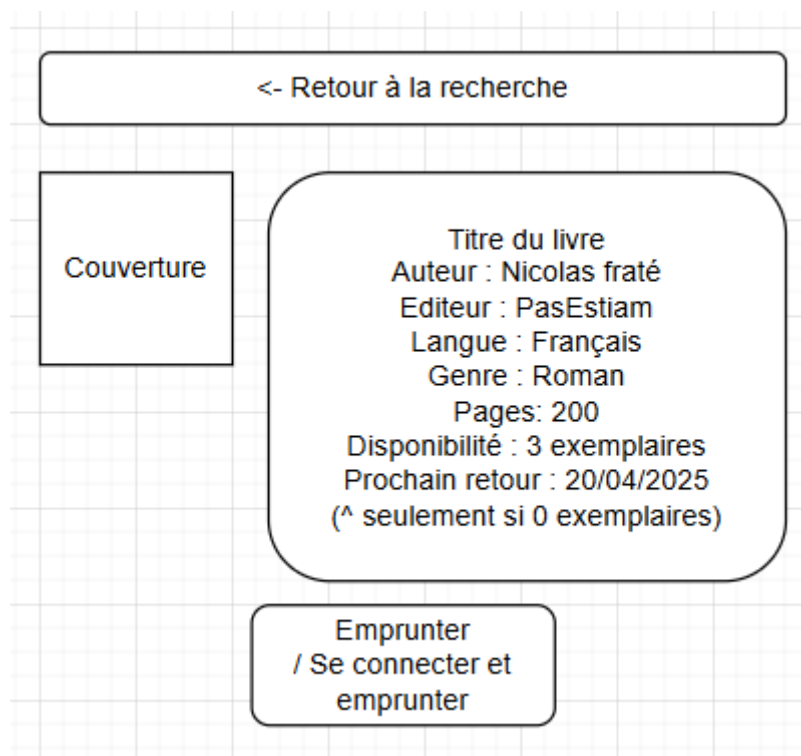 <- Retour à la recherche
Couverture
Titre du livre
Auteur : Nicolas fraté
Editeur : PasEstiam
Langue : Français
Genre : Roman
Pages: 200
Disponibilité : 3 exemplaires
Prochain retour : 20/04/2025
(^ seulement si 0 exemplaires)
Emprunter
/ Se connecter et
emprunter